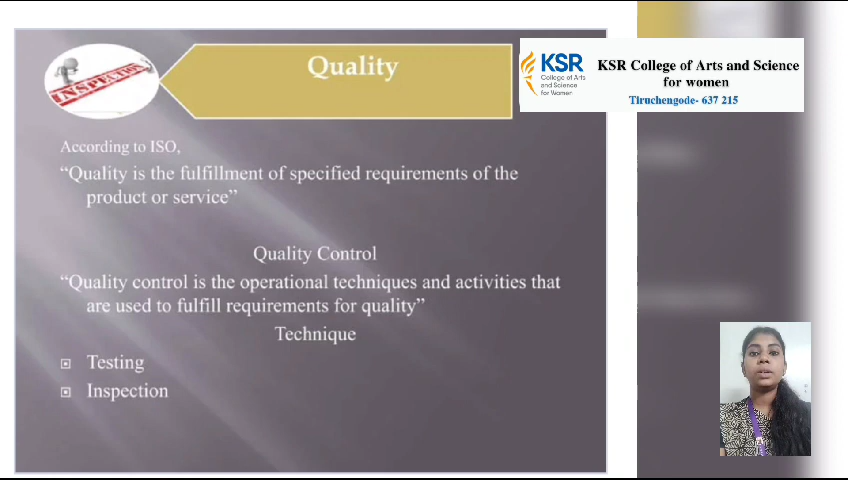 INSPECTION
Quality
KSR
College of Arts
and Science
for Women
KSR College of Arts and Science
for women
Tiruchengode- 637 215
According to ISO,
“Quality is the fulfillment of specified requirements of the
product or service”
Quality Control
“Quality control is the operational techniques and activities that
are used to fulfill requirements for quality”
Technique
Testing
Inspection